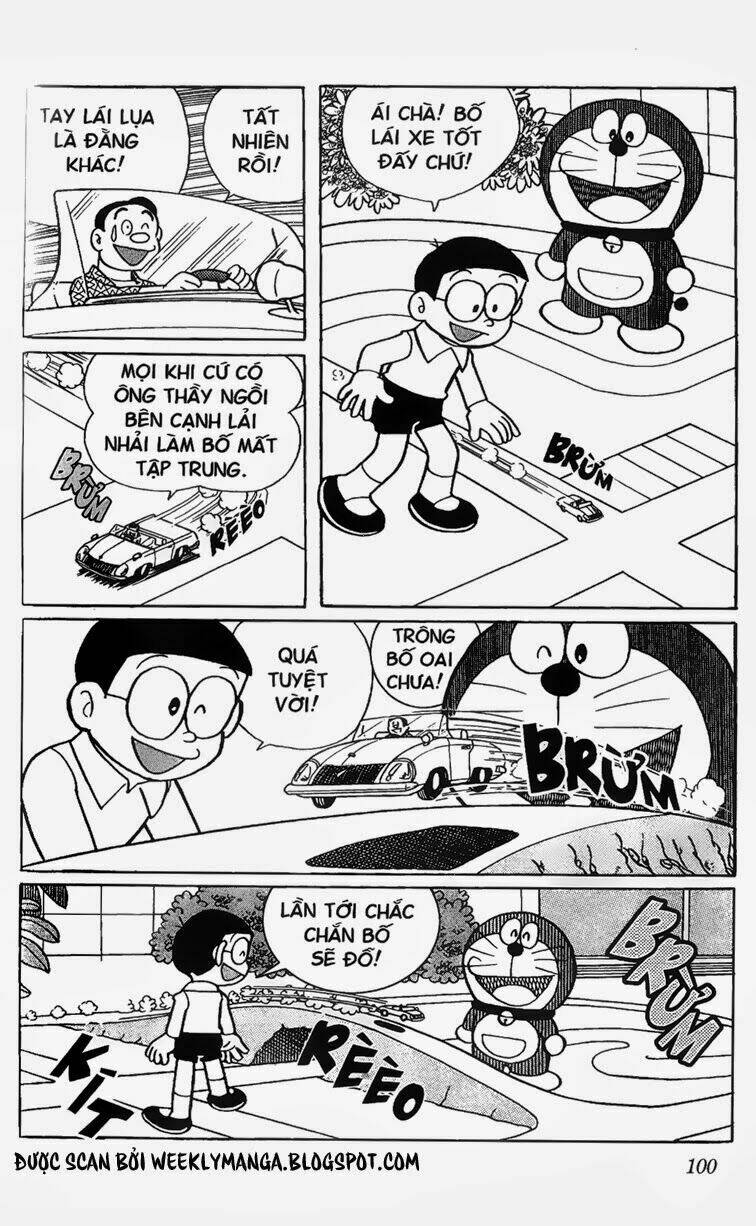 ÁI CHÀ! BỐ
LÁI XE TỐT
ĐẤY CHỨ!
BRỪM
TẤT
NHIÊN
RỒI!
TAY LÁI LỤA
LÀ ĐẰNG
KHÁC!
MỌI KHI CỨ CÓ
ÔNG THẦY NGỒI
BÊN CẠNH LẢI
NHẢI LÀM BỐ MẤT
TẬP TRUNG.
BRỪM
RÈÈO
TRÔNG
BỐ OAI
CHƯA!
BRỪM
QUÁ
TUYỆT
VỜI!
BRỪM
LẦN TỚI CHẮC
CHẮN BỐ
SẼ ĐỖ!
RÈÈO
KÍT
ĐƯỢC SCAN BỞI WEEKLYMANGA.BLOGSPOT.COM
100